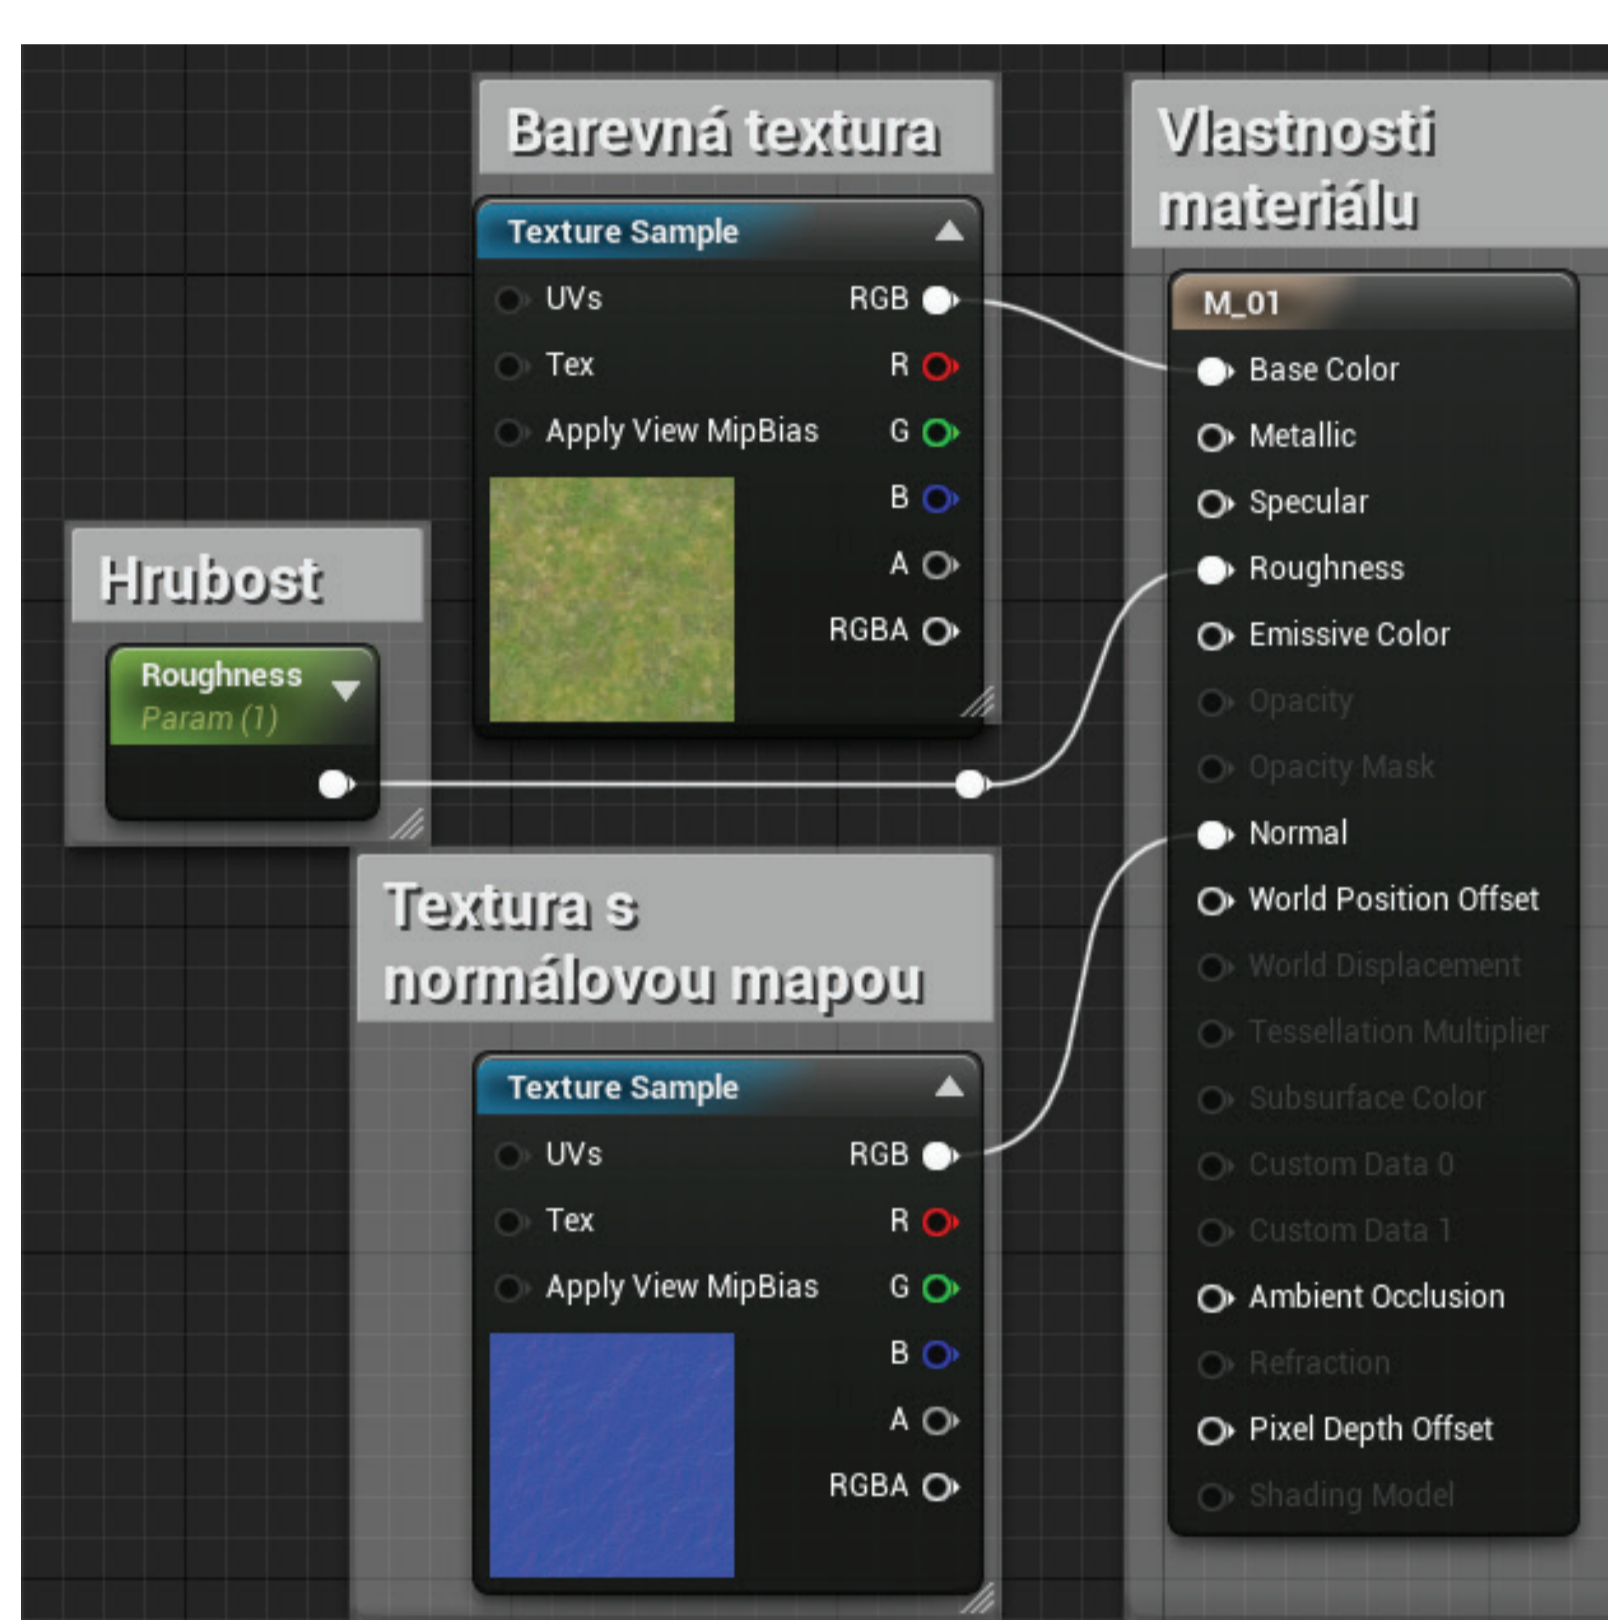 Barevná textura
Texture Sample
UVs RGB
Tex R
Apply View MipBias G
B
A
RGBA
Hrubost
Roughness
Param (1)
Textura s
normálovou mapou
Texture Sample
UVs RGB
Tex R
Apply View MipBias G
B
A
RGBA
Vlastnosti
materiálu
M_01
Base Color
Metallic
Specular
Roughness
Emissive Color
Opacity
Opacity Mask
Normal
World Position Offset
World Displacement
Tessellation Multiplier
Subsurface Color
Custom Data 0
Custom Data 1
Ambient Occlusion
Refraction
Pixel Depth Offset
Shading Model